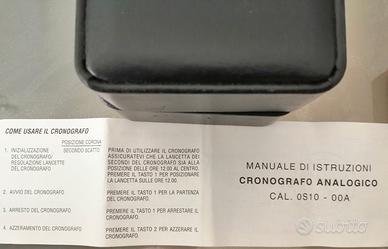 COME USARE IL CRONOGRAFO
POSIZIONE CORONA
SECONDO SCATTO
1. INIZIALIZZAZIONE
DEL CRONOGRAFO/
REGOLAZIONE LANCETTE
DEL CRONOGRAFO
PRIMA DI UTILIZZARE IL CRONOGRAFO
ASSICURATEVI CHE LA LANCETTA DEI
SECONDI DEL CRONOGRAFO SIA ALLA
POSIZIONE DELLE ORE 12.00 AL CENTRO.
PREMERE IL TASTO 1 PER POSIZIONARE
LA LANCETTA SULLE ORE 12.00.
2. AVVIO DEL CRONOGRAFO
PREMERE IL TASTO 1 PER LA PARTENZA
DEL CRONOGRAFO.
3. ARRESTO DEL CRONOGRAFO
PREMERE IL TASTO 1 PER ARRESTARE IL
CRONOGRAFO.
4. AZZERAMENTO DEL CRONOGRAFO
PREMERE IL TASTO 2 PER AZZERARE IL
CRONOGRAFO.
MANUALE DI ISTRUZIONI
CRONOGRAFO ANALOGICO
CAL. 0S10 - 00A
subito